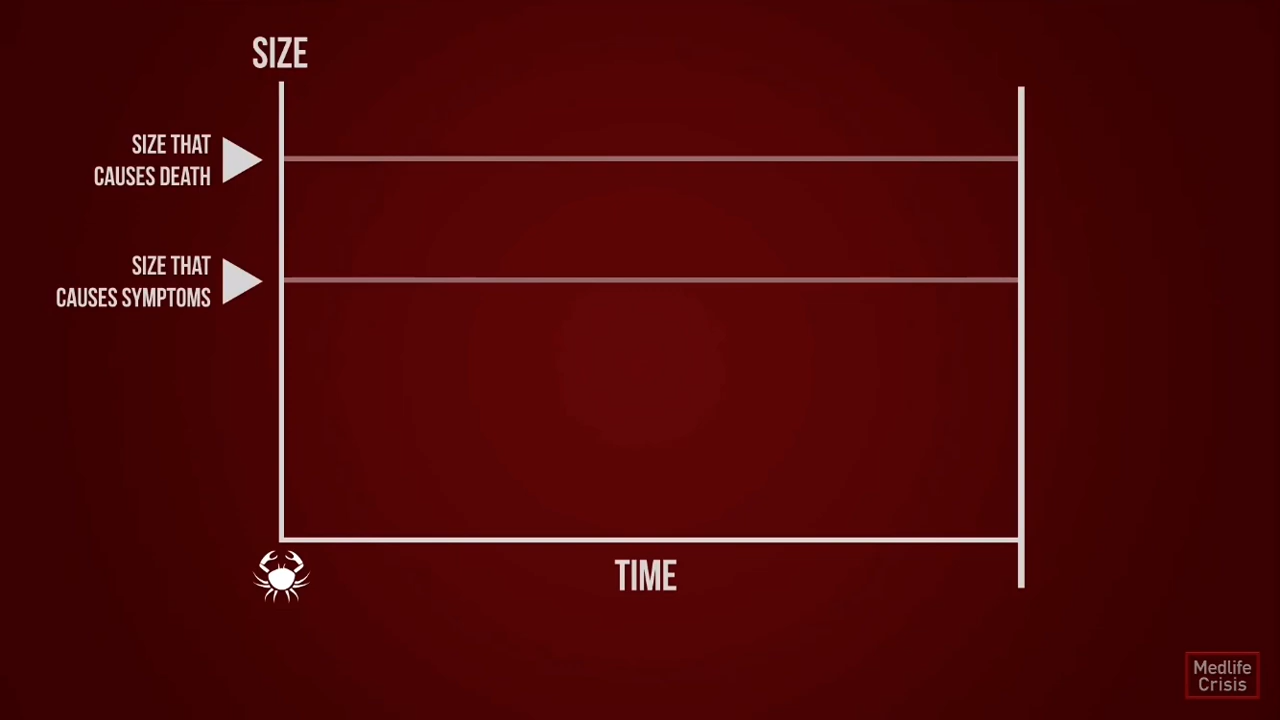 SIZE
SIZE THAT
CAUSES DEATH
SIZE THAT
CAUSES SYMPTOMS
TIME
Medlife
Crisis